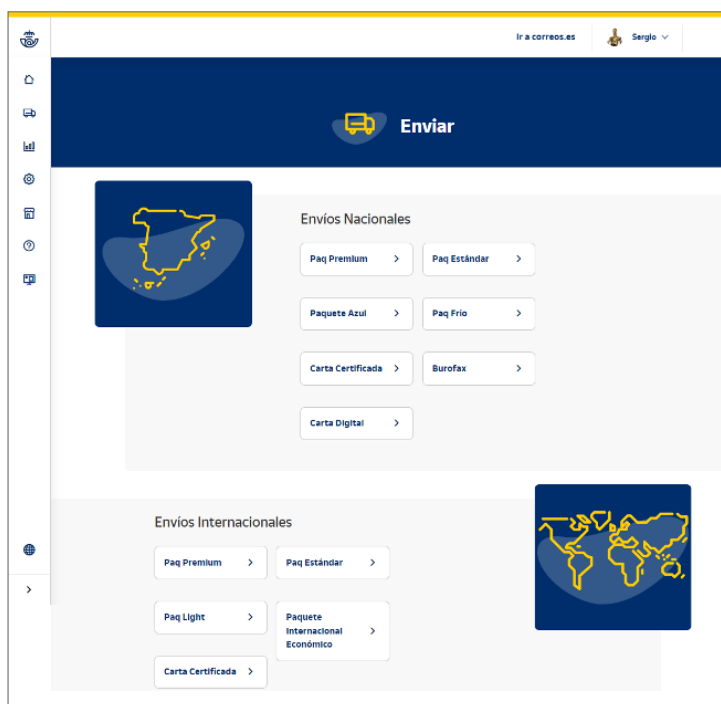 Ir a correos.es
Sergio
Enviar
Envíos Nacionales
Paq Premium
Paq Estándar
Paquete Azul
Paq Frío
Carta Certificada
Burofax
Carta Digital
Envíos Internacionales
Paq Premium
Paq Estándar
Paq Light
Paquete
Internacional
Económico
Carta Certificada